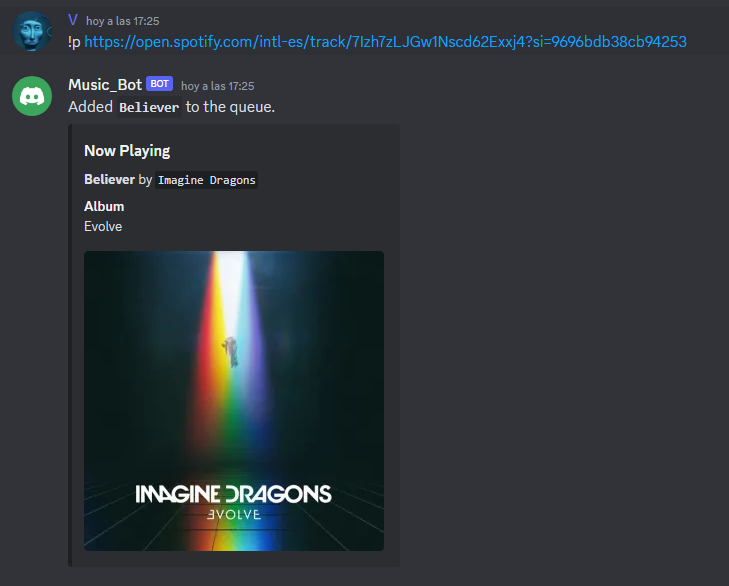 V hoy a las 17:25
!p https://open.spotify.com/intl-es/track/7Izh7zLJGw1Nscd62Exxj4?si=9696bdb38cb94253
Music_Bot BOT hoy a las 17:25
Added Believer to the queue.
Now Playing
Believer by Imagine Dragons
Album
Evolve
IMAGINE DRAGONS
EVOLVE